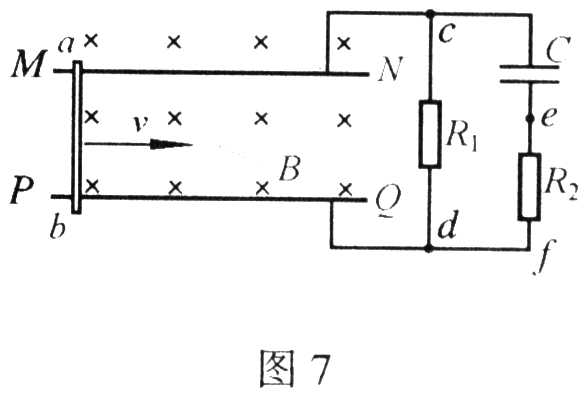 a × × × ×
M N c C
× × × ×
v R₁ e
B
× × × ×
P Q R₂
b d f
图 7